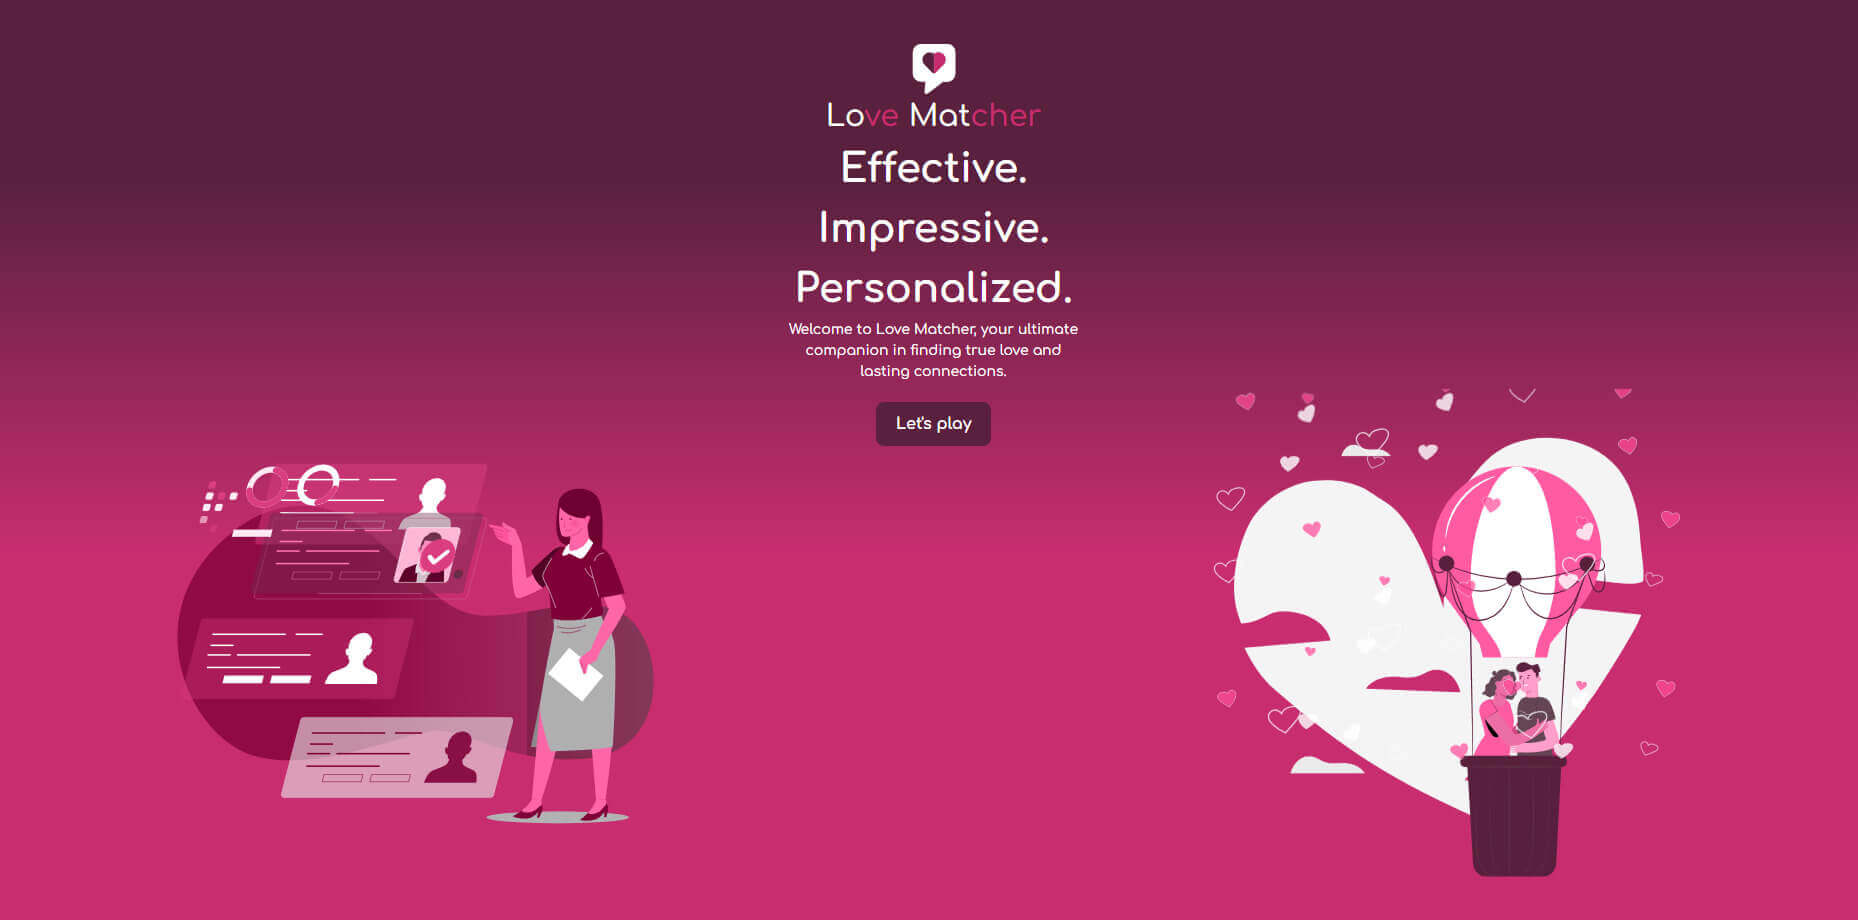 Love Matcher
Effective.
Impressive.
Personalized.
Welcome to Love Matcher, your ultimate
companion in finding true love and
lasting connections.
Let's play